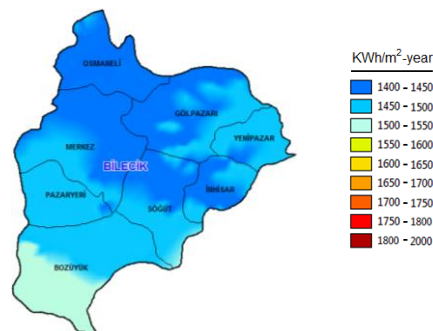 OSMANELİ
GÖLPAZARI
YENİPAZAR
MERKEZ
BİLECİK
İNHİSAR
PAZARYERİ
SÖĞÜT
BOZÜYÜK
KWh/m²-year
1400 - 1450
1450 - 1500
1500 - 1550
1550 - 1600
1600 - 1650
1650 - 1700
1700 - 1750
1750 - 1800
1800 - 2000